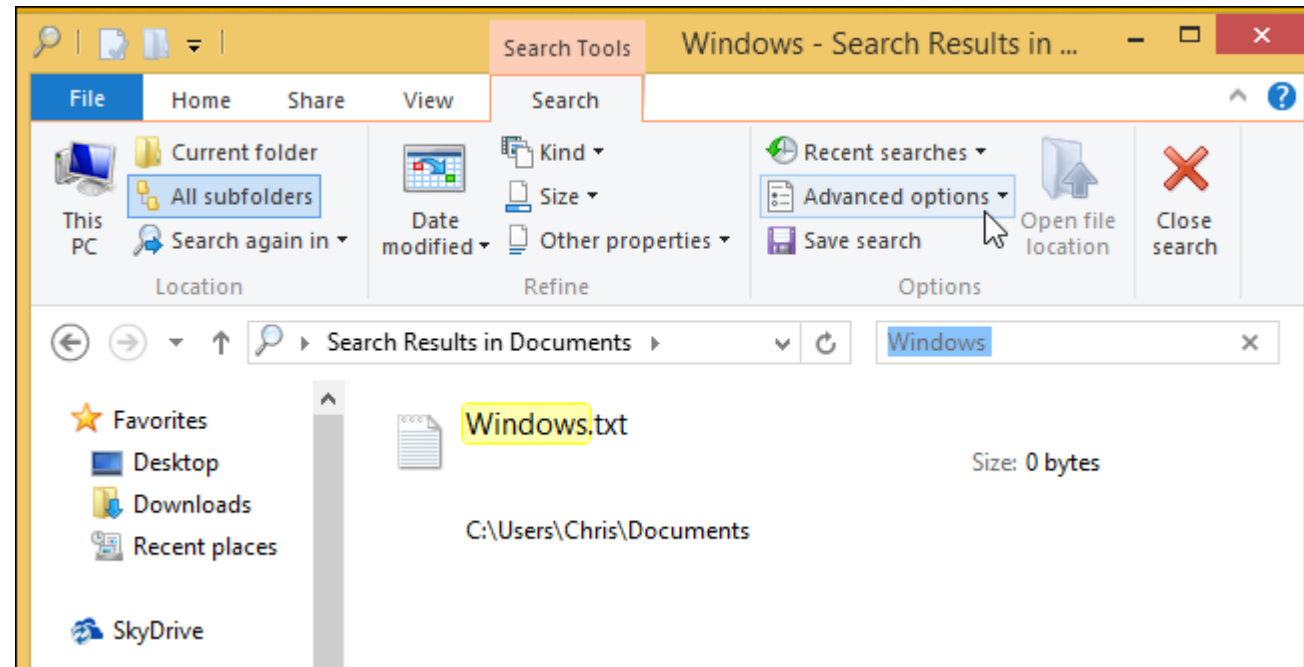 Search Tools
Windows - Search Results in ...
File Home Share View Search
This PC
Current folder
All subfolders
Search again in
Location
Date modified
Kind
Size
Other properties
Refine
Recent searches
Advanced options
Save search
Open file location
Options
Close search
Search Results in Documents
Windows
Favorites
Desktop
Downloads
Recent places
SkyDrive
Windows.txt
Size: 0 bytes
C:\Users\Chris\Documents